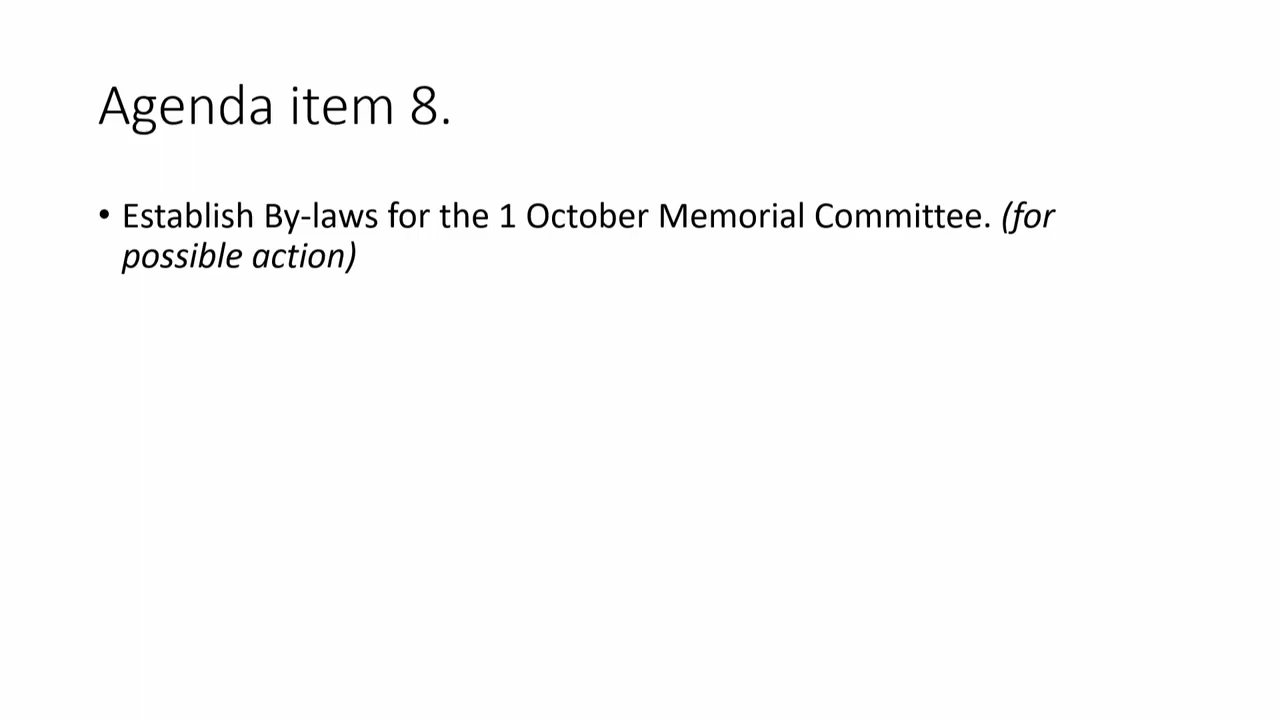 Agenda item 8.
• Establish By-laws for the 1 October Memorial Committee. (for
possible action)